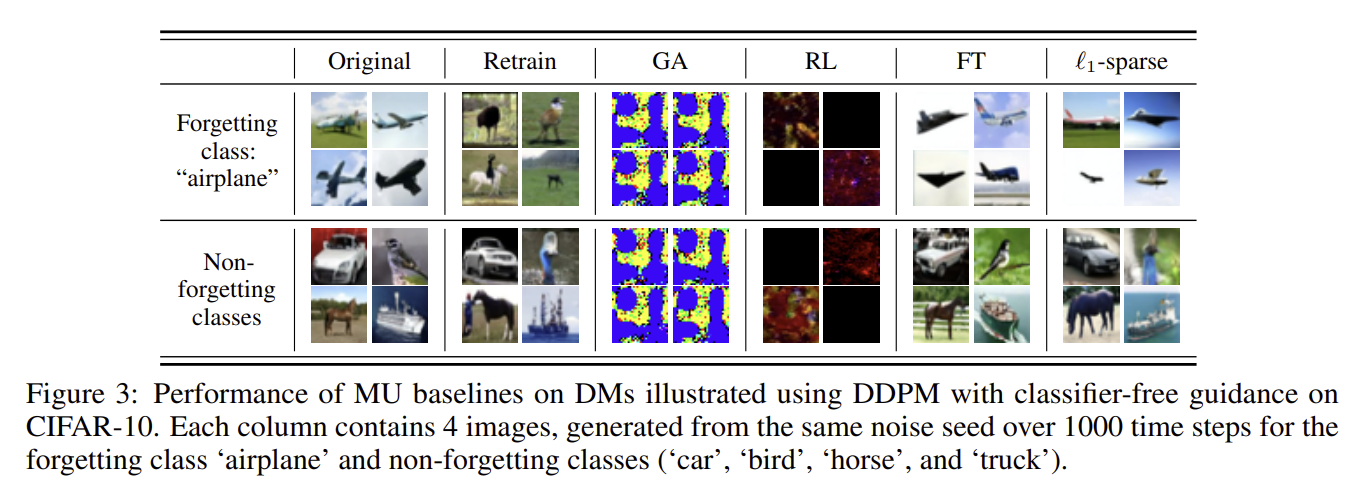 Original Retrain GA RL FT ℓ1-sparse
Forgetting
class:
“airplane”
Non-
forgetting
classes
Figure 3: Performance of MU baselines on DMs illustrated using DDPM with classifier-free guidance on
CIFAR-10. Each column contains 4 images, generated from the same noise seed over 1000 time steps for the
forgetting class ‘airplane’ and non-forgetting classes (‘car’, ‘bird’, ‘horse’, and ‘truck’).